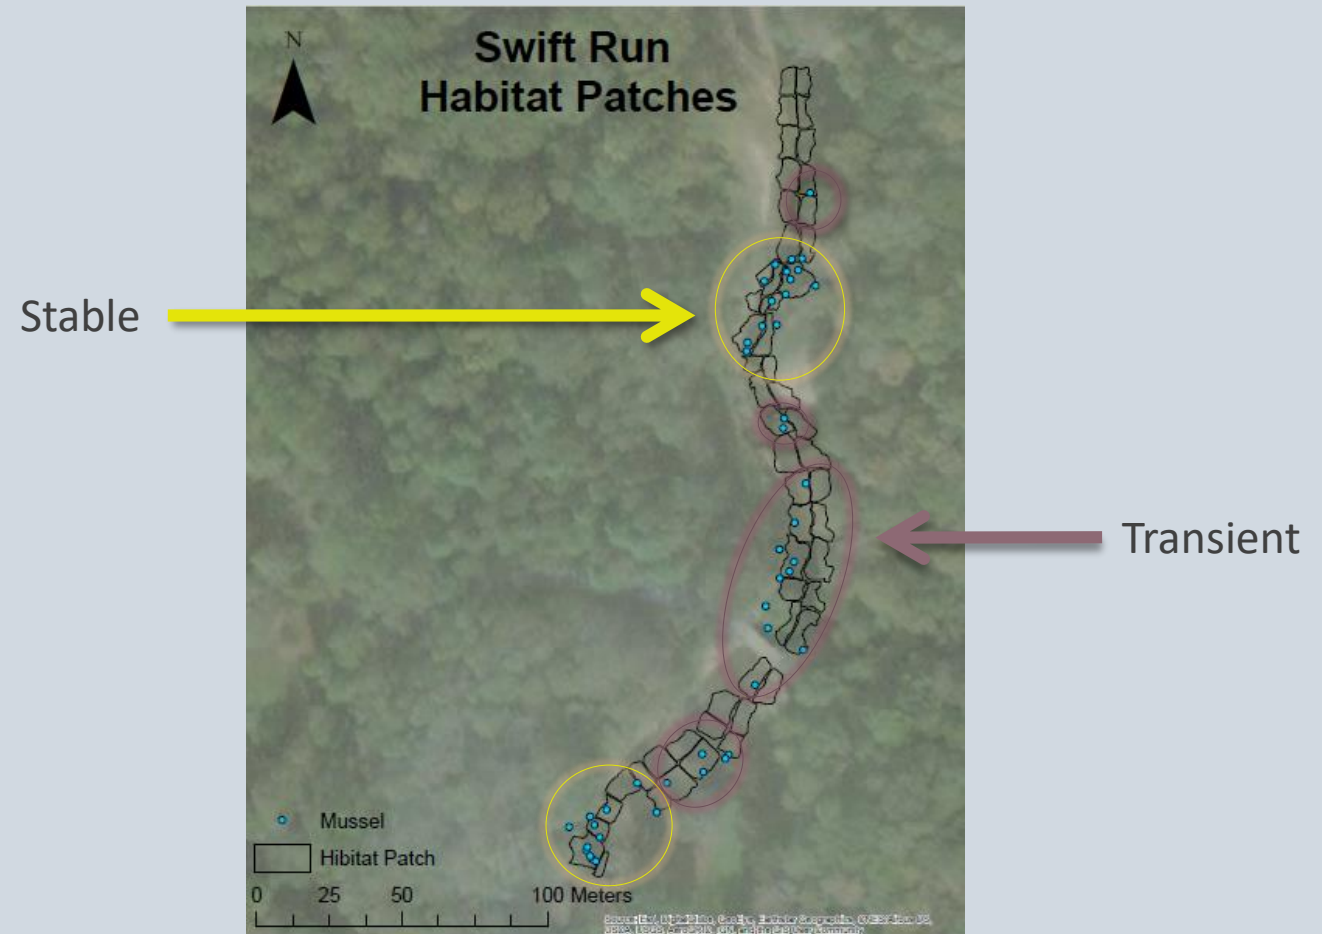 N
Swift Run
Habitat Patches
Stable
Transient
Mussel
Hibitat Patch
0 25 50 100 Meters